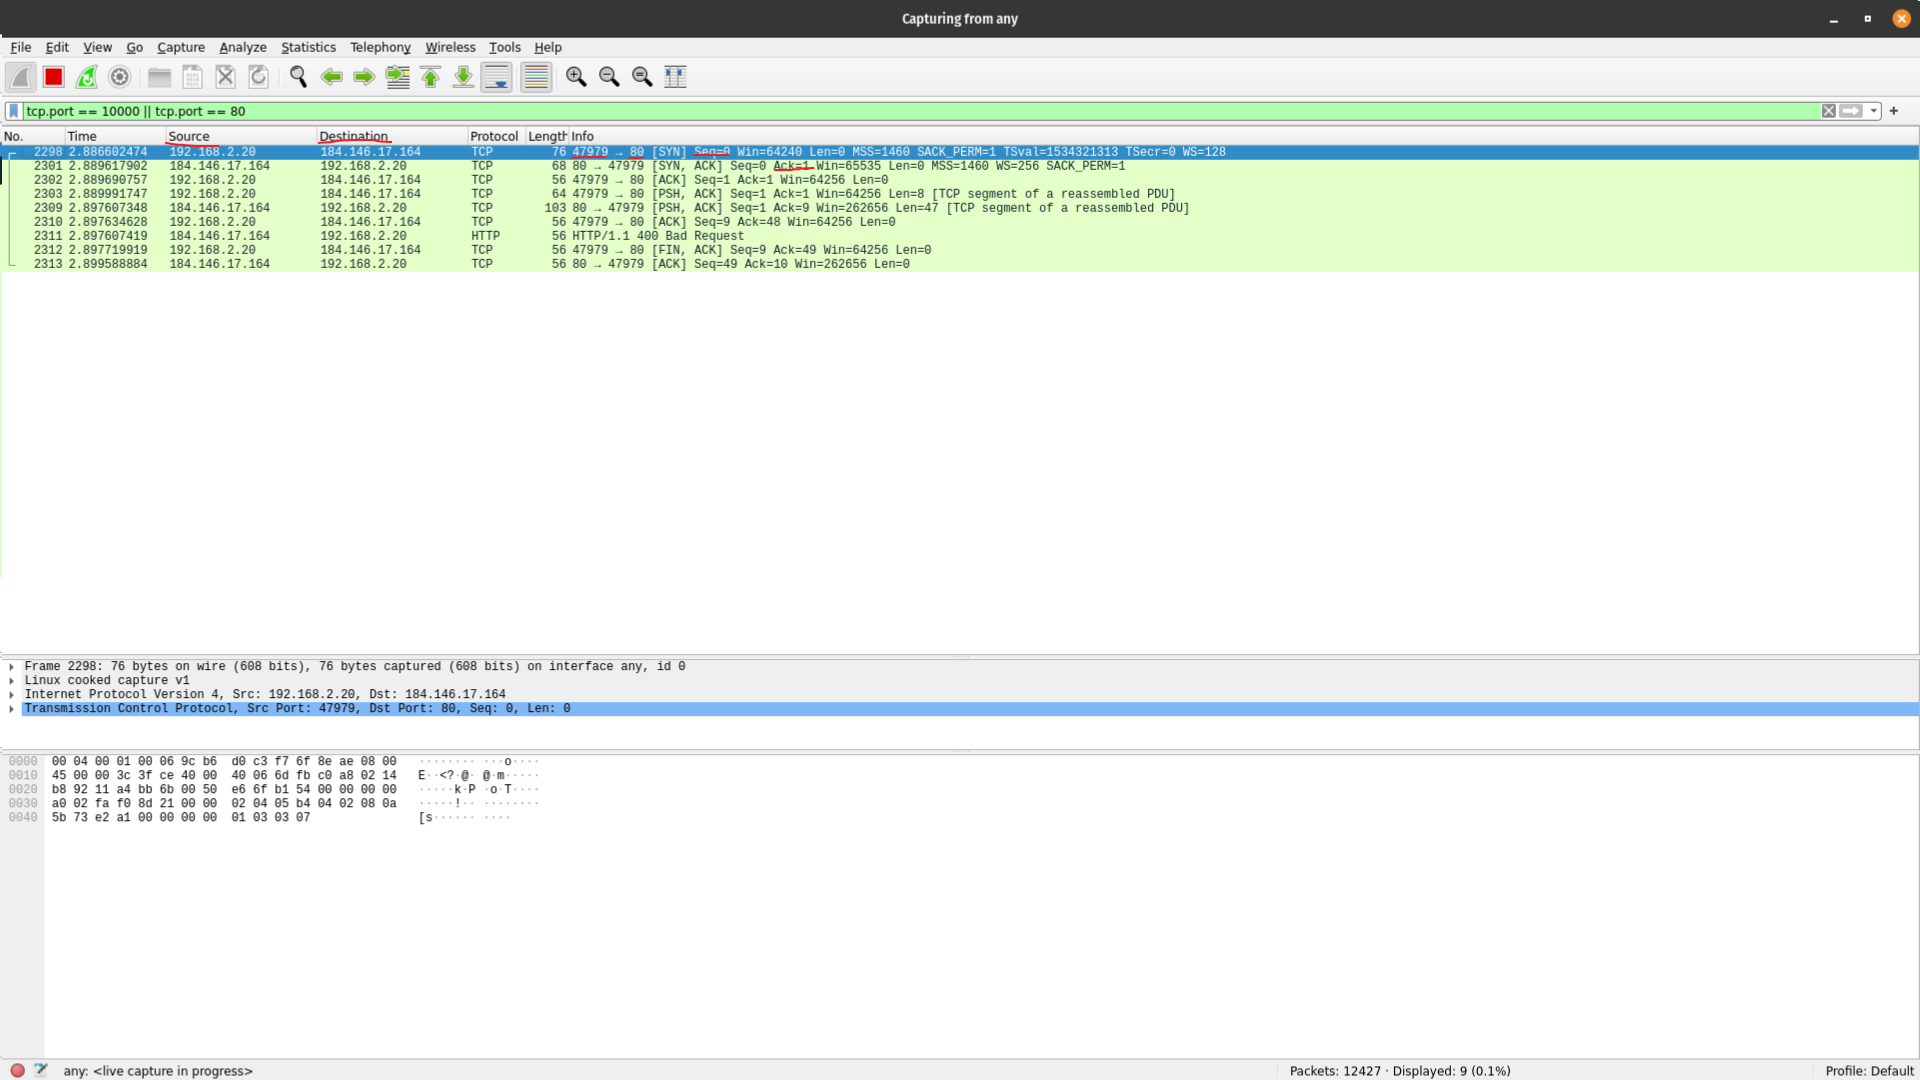 Capturing from any
File Edit View Go Capture Analyze Statistics Telephony Wireless Tools Help
tcp.port == 10000 || tcp.port == 80
No. Time Source Destination Protocol Length Info
2298 2.886602474 192.168.2.20 184.146.17.164 TCP 76 47979 → 80 [SYN] Seq=0 Win=64240 Len=0 MSS=1460 SACK_PERM=1 TSval=1534321313 TSecr=0 WS=128
2301 2.889617902 184.146.17.164 192.168.2.20 TCP 68 80 → 47979 [SYN, ACK] Seq=0 Ack=1 Win=65535 Len=0 MSS=1460 WS=256 SACK_PERM=1
2302 2.889690757 192.168.2.20 184.146.17.164 TCP 56 47979 → 80 [ACK] Seq=1 Ack=1 Win=64256 Len=0
2303 2.889991747 192.168.2.20 184.146.17.164 TCP 64 47979 → 80 [PSH, ACK] Seq=1 Ack=1 Win=64256 Len=8 [TCP segment of a reassembled PDU]
2309 2.897607348 184.146.17.164 192.168.2.20 TCP 103 80 → 47979 [PSH, ACK] Seq=1 Ack=9 Win=262656 Len=47 [TCP segment of a reassembled PDU]
2310 2.897634628 192.168.2.20 184.146.17.164 TCP 56 47979 → 80 [ACK] Seq=9 Ack=48 Win=64256 Len=0
2311 2.897607419 184.146.17.164 192.168.2.20 HTTP 56 HTTP/1.1 400 Bad Request
2312 2.897719919 192.168.2.20 184.146.17.164 TCP 56 47979 → 80 [FIN, ACK] Seq=9 Ack=49 Win=64256 Len=0
2313 2.899588884 184.146.17.164 192.168.2.20 TCP 56 80 → 47979 [ACK] Seq=49 Ack=10 Win=262656 Len=0
Frame 2298: 76 bytes on wire (608 bits), 76 bytes captured (608 bits) on interface any, id 0
Linux cooked capture v1
Internet Protocol Version 4, Src: 192.168.2.20, Dst: 184.146.17.164
Transmission Control Protocol, Src Port: 47979, Dst Port: 80, Seq: 0, Len: 0
0000 00 04 00 01 00 06 9c b6 d0 c3 f7 6f 8e ae 08 00 ········ ···o····
0010 45 00 00 3c 3f ce 40 00 40 06 6d fb c0 a8 02 14 E··<?·@· @·m·····
0020 b8 92 11 a4 bb 6b 00 50 e6 6f b1 54 00 00 00 00 ·····k·P ·o·T····
0030 a0 02 fa f0 8d 21 00 00 02 04 05 b4 04 02 08 0a ·····!·· ········
0040 5b 73 e2 a1 00 00 00 00 01 03 03 07 [s······ ····
any: <live capture in progress> Packets: 12427 · Displayed: 9 (0.1%) Profile: Default